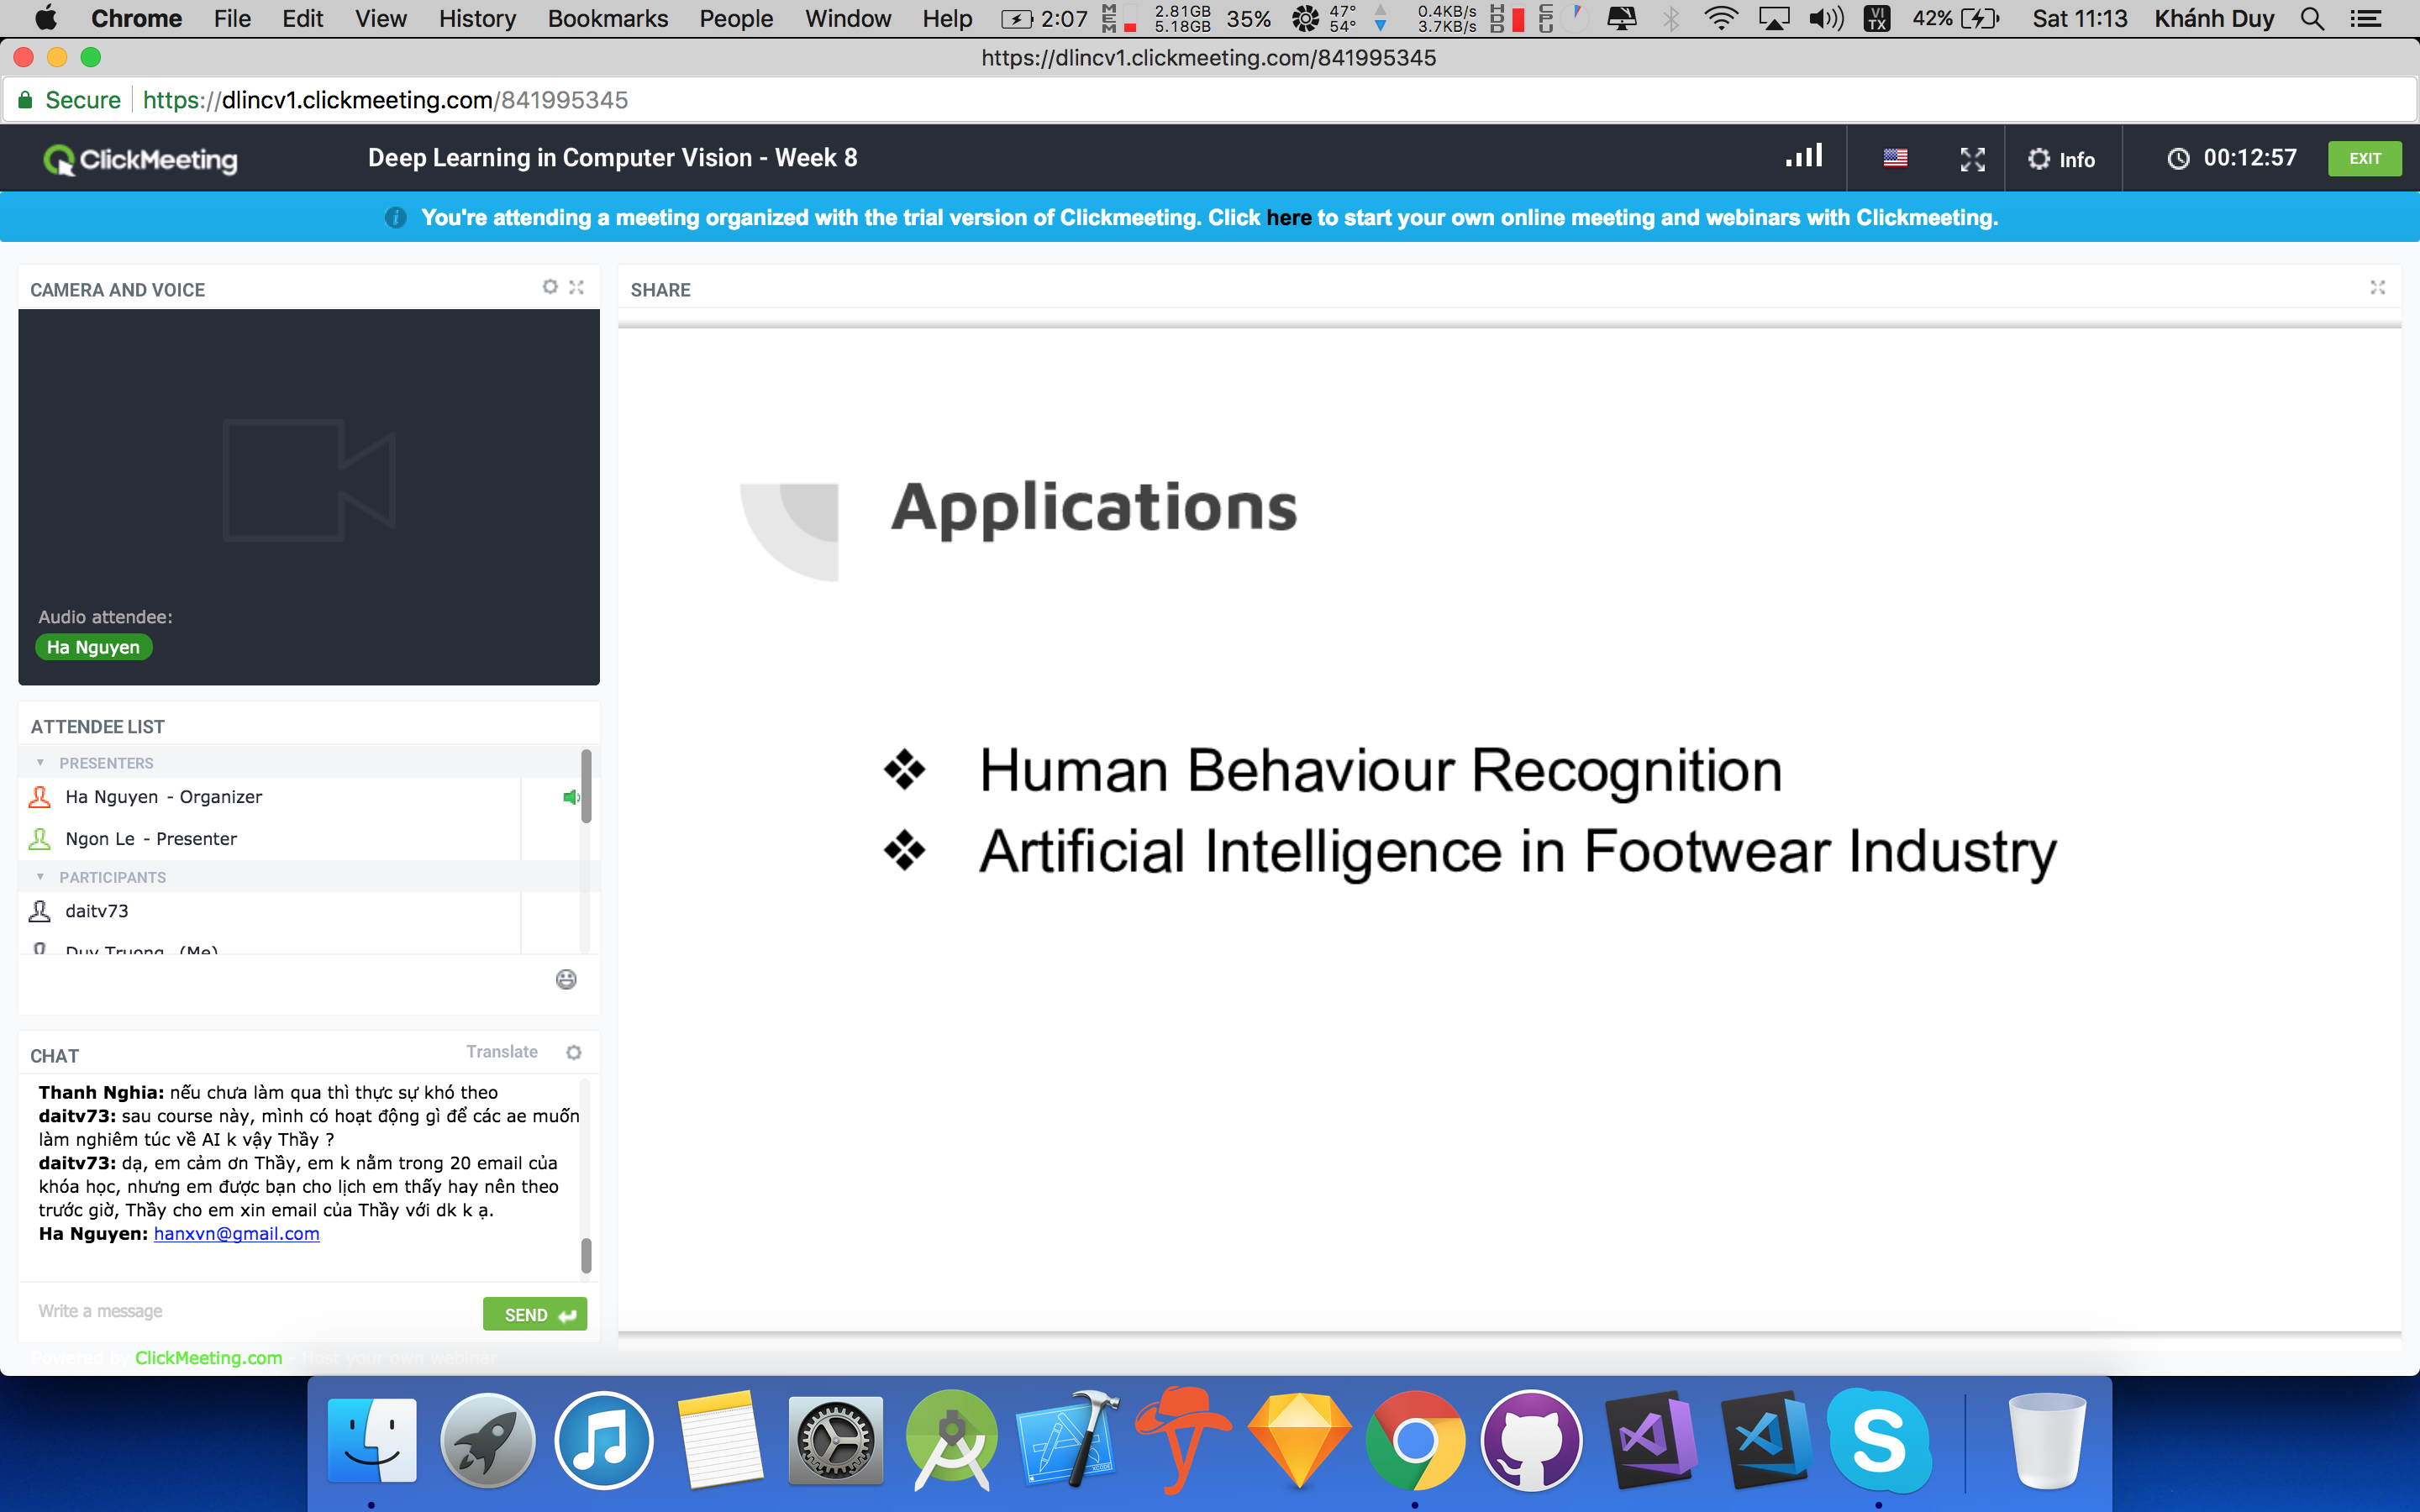 Chrome File Edit View History Bookmarks People Window Help 2:07 MEM 2.81GB 5.18GB 35% 47° 54° 0.4KB/s 3.7KB/s HDD CPU VI TX 42% Sat 11:13 Khánh Duy
https://dlincv1.clickmeeting.com/841995345
Secure https://dlincv1.clickmeeting.com/841995345
ClickMeeting Deep Learning in Computer Vision - Week 8 Info 00:12:57 EXIT
You're attending a meeting organized with the trial version of Clickmeeting. Click here to start your own online meeting and webinars with Clickmeeting.
CAMERA AND VOICE
Audio attendee:
Ha Nguyen
ATTENDEE LIST
PRESENTERS
Ha Nguyen - Organizer
Ngon Le - Presenter
PARTICIPANTS
daitv73
Duy Truong (Me)
CHAT Translate
Thanh Nghia: nếu chưa làm qua thì thực sự khó theo
daitv73: sau course này, mình có hoạt động gì để các ae muốn
làm nghiêm túc về AI k vậy Thầy ?
daitv73: dạ, em cảm ơn Thầy, em k nằm trong 20 email của
khóa học, nhưng em được bạn cho lịch em thấy hay nên theo
trước giờ, Thầy cho em xin email của Thầy với dk k ạ.
Ha Nguyen: hanxvn@gmail.com
Write a message SEND
Powered by ClickMeeting.com Host your own webinar
SHARE
Applications
❖ Human Behaviour Recognition
❖ Artificial Intelligence in Footwear Industry